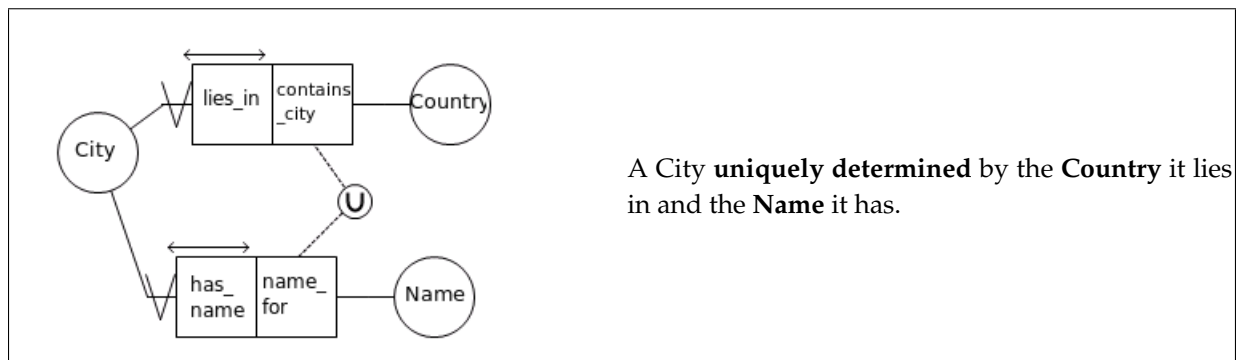 lies_in
contains
_city
Country
City
U
has_
name
name_
for
Name
A City uniquely determined by the Country it lies
in and the Name it has.